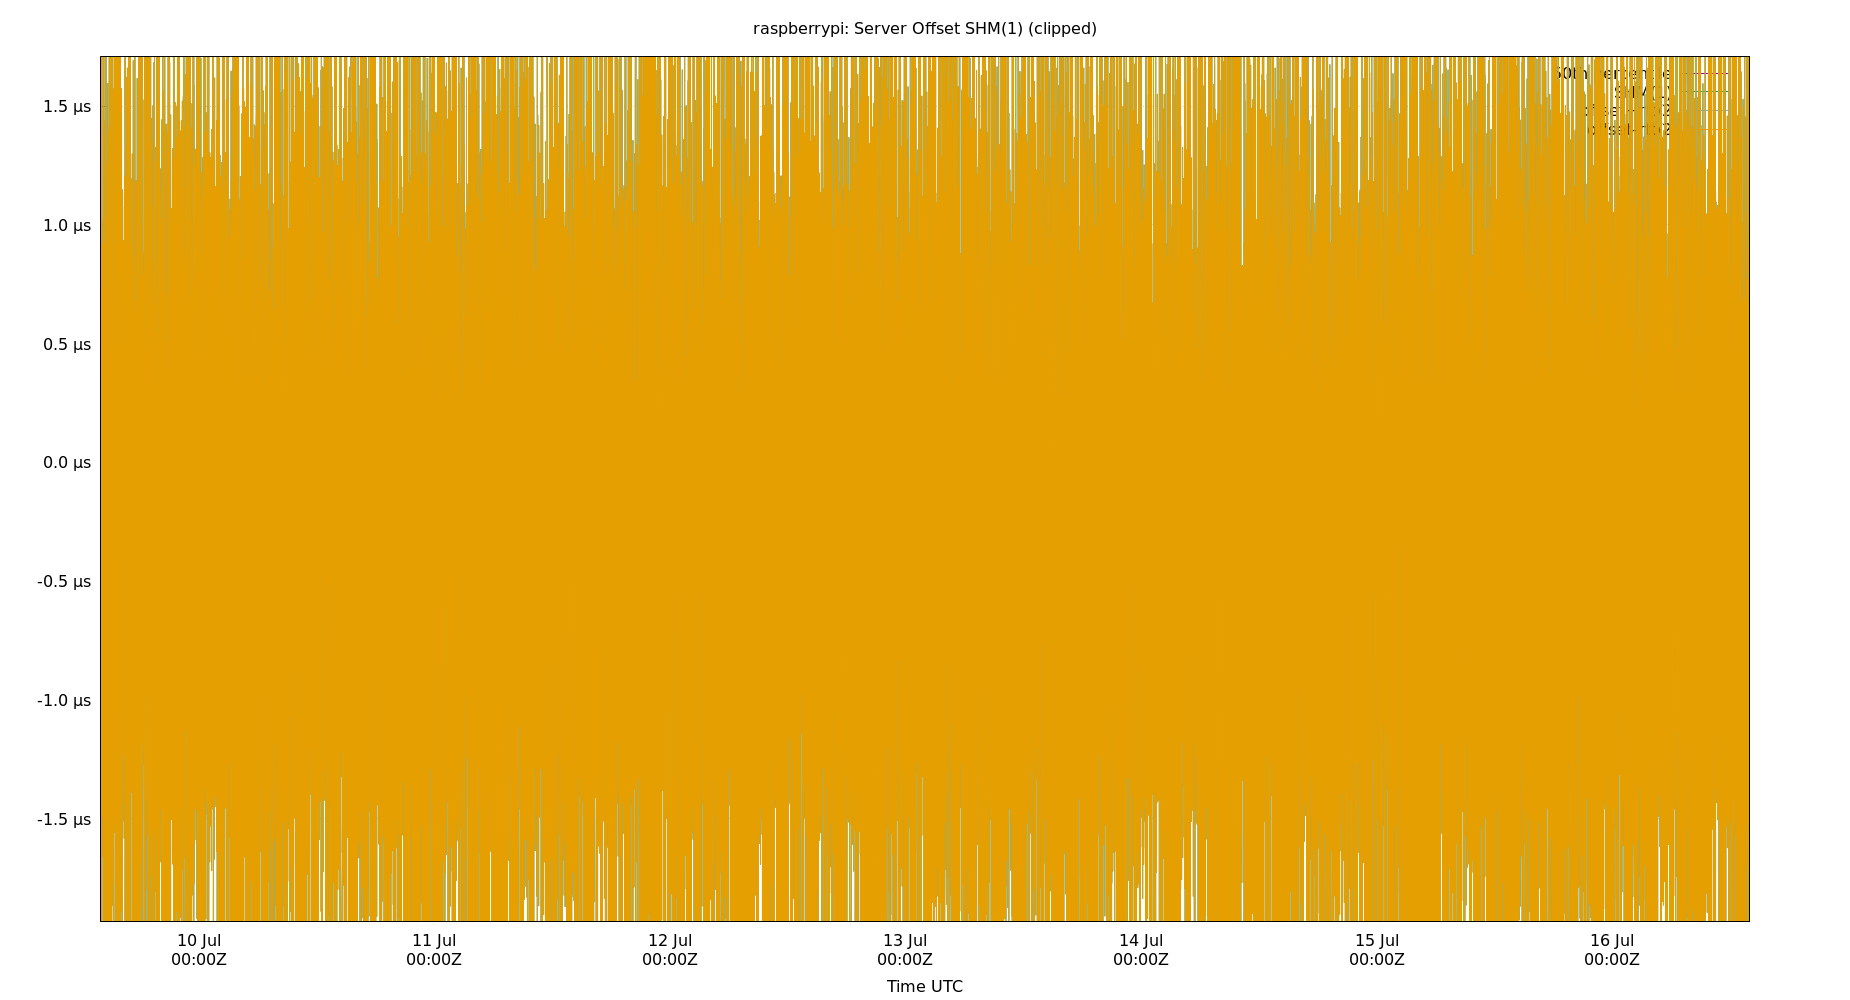 raspberrypi: Server Offset SHM(1) (clipped)
1.5 µs
1.0 µs
0.5 µs
0.0 µs
-0.5 µs
-1.0 µs
-1.5 µs
10 Jul
00:00Z
11 Jul
00:00Z
12 Jul
00:00Z
13 Jul
00:00Z
14 Jul
00:00Z
15 Jul
00:00Z
16 Jul
00:00Z
Time UTC